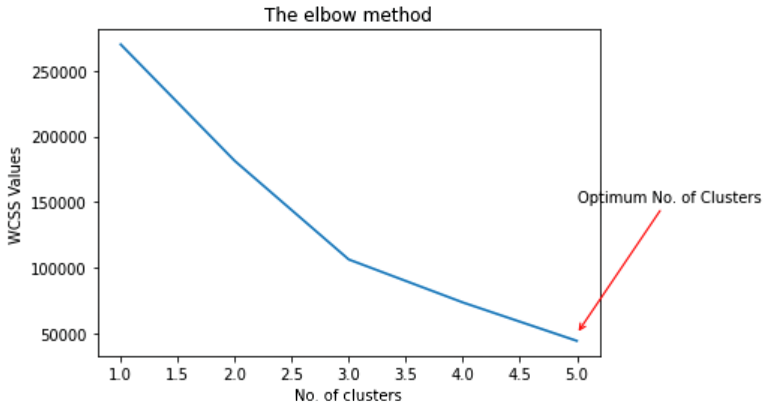 The elbow method
250000
200000
150000
100000
50000
WCSS Values
Optimum No. of Clusters
1.0 1.5 2.0 2.5 3.0 3.5 4.0 4.5 5.0
No. of clusters